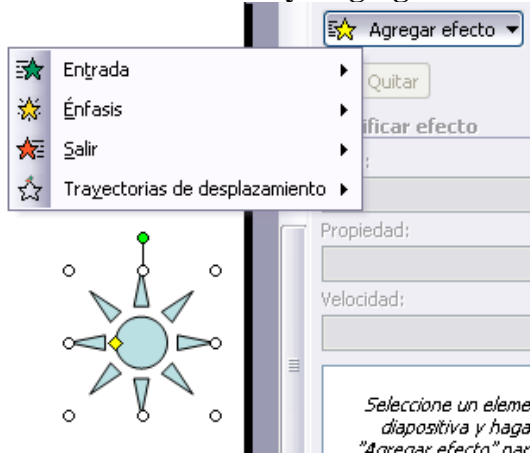 Agregar efecto
Entrada
Énfasis
Salir
Trayectorias de desplazamiento
Quitar
ificar efecto
Propiedad:
Velocidad:
Seleccione un eleme
diapositiva y haga
"Agregar efecto" par